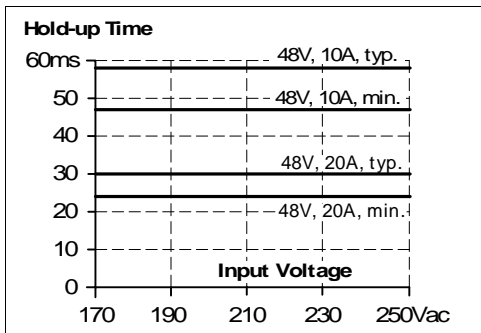 Hold-up Time
60ms
48V, 10A, typ.
50
48V, 10A, min.
40
30
48V, 20A, typ.
20
48V, 20A, min.
10
Input Voltage
0
170 190 210 230 250Vac